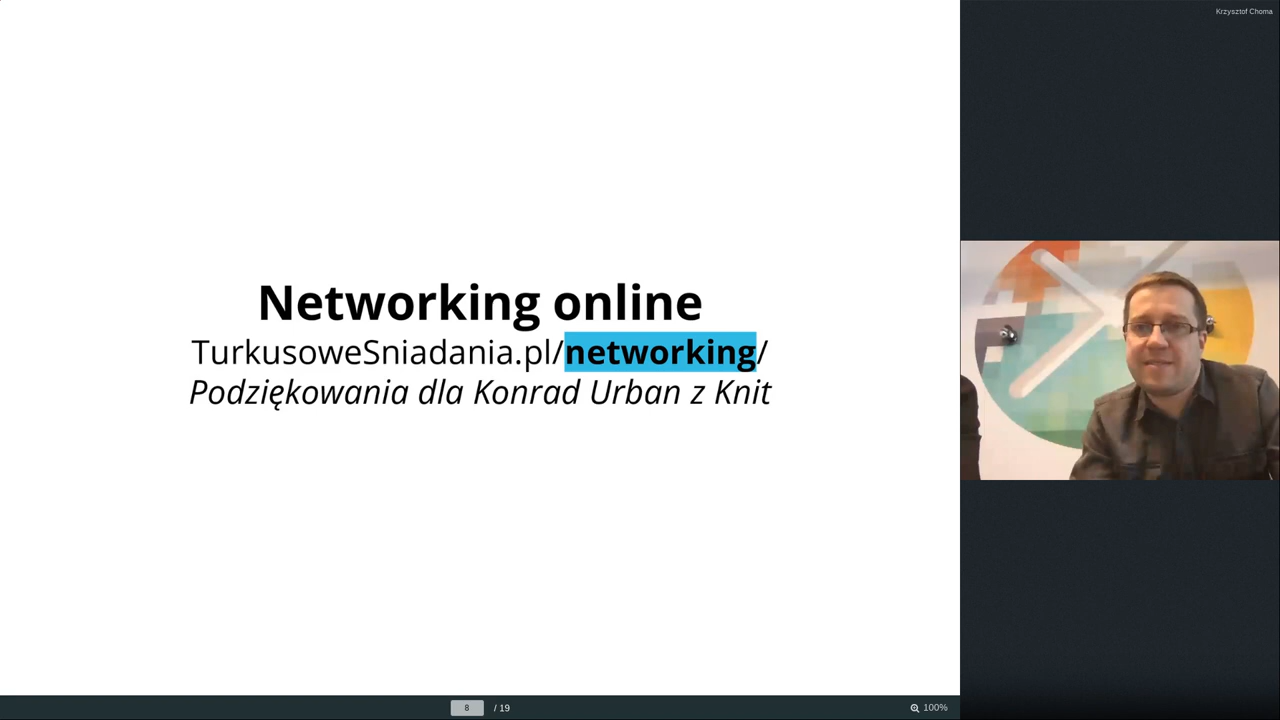 Krzysztof Choma
Networking online
TurkusoweSniadania.pl/networking/
Podziękowania dla Konrad Urban z Knit
8 / 19
100%